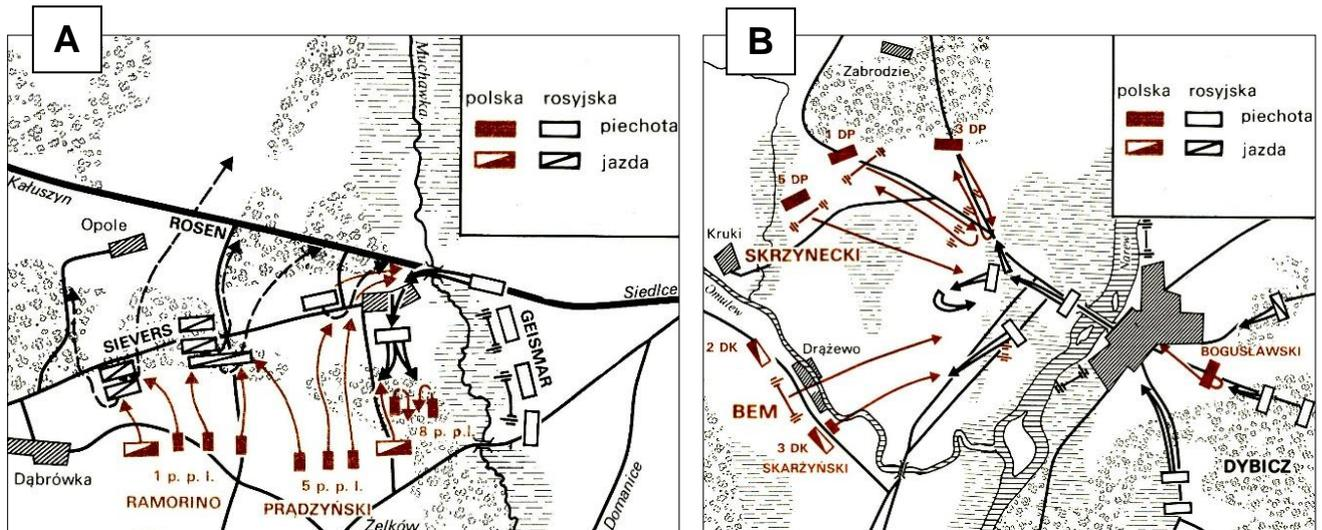 A
Muchawka
polska rosyjska
piechota
jazda
Kałuszyn
Opole
ROSEN
Siedlce
SIEVERS
GEISMAR
8 p. p. l.
Dąbrówka
1 p. p. l.
5 p. p. l.
RAMORINO
PRĄDZYŃSKI
Żelków
Domanice
B
Zabrodzie
polska rosyjska
piechota
jazda
1 DP
3 DP
5 DP
Kruki
SKRZYNECKI
Narew
Omulew
2 DK
Drążewo
BOGUSŁAWSKI
BEM
3 DK
SKARŻYŃSKI
DYBICZ